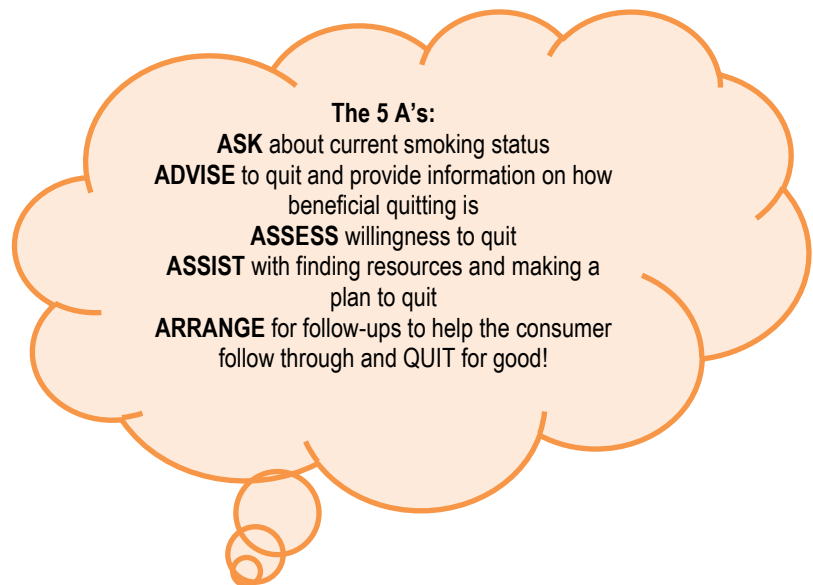 The 5 A's:
ASK about current smoking status
ADVISE to quit and provide information on how
beneficial quitting is
ASSESS willingness to quit
ASSIST with finding resources and making a
plan to quit
ARRANGE for follow-ups to help the consumer
follow through and QUIT for good!